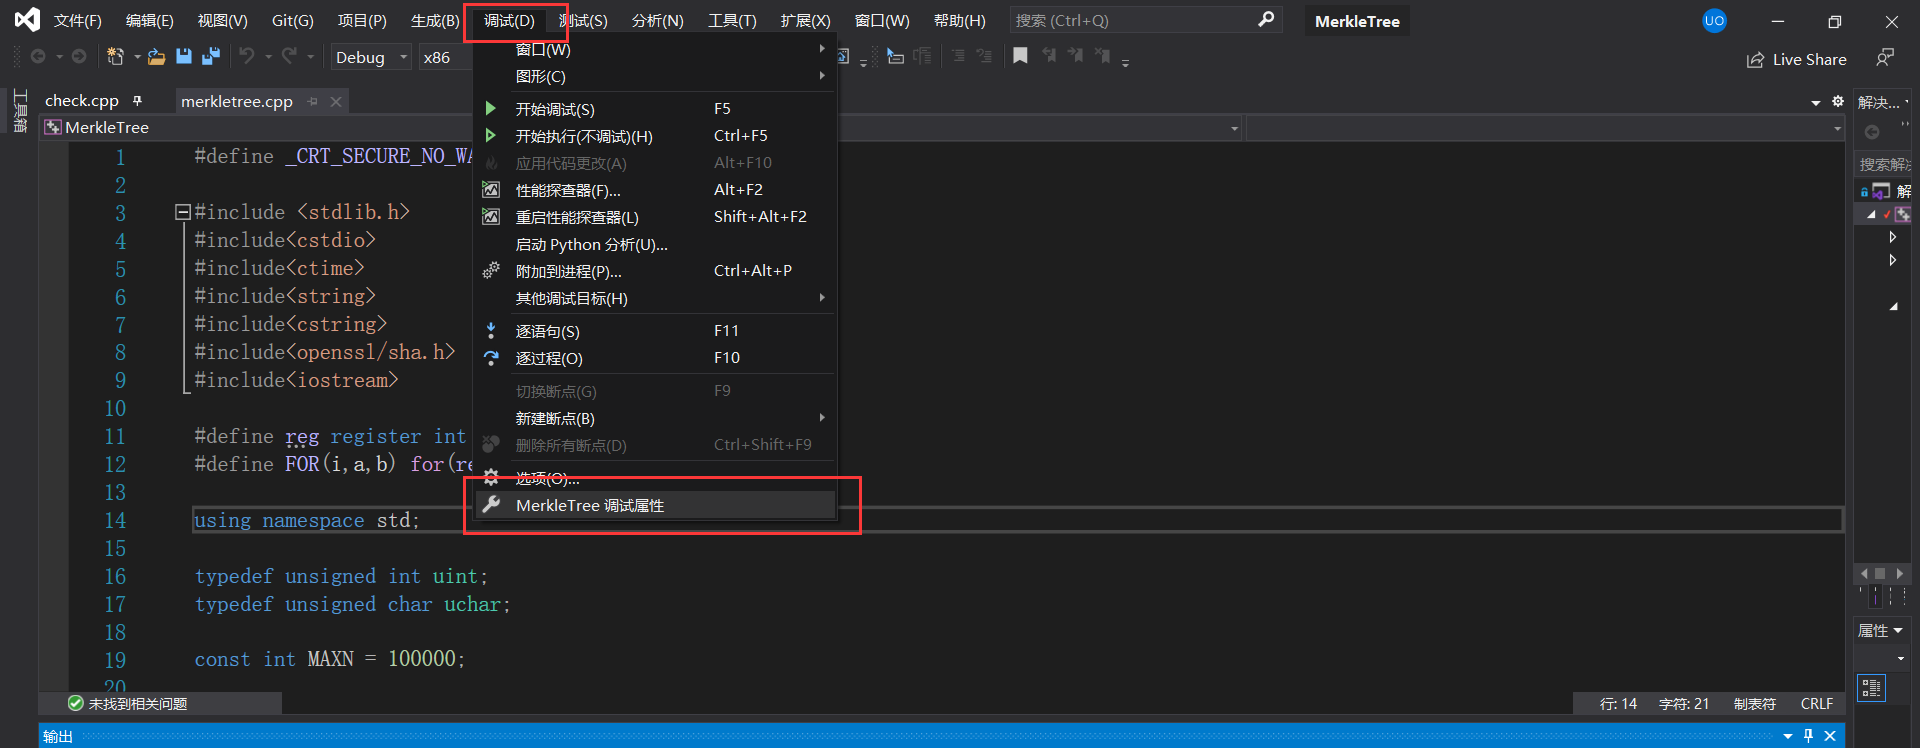 文件(F) 编辑(E) 视图(V) Git(G) 项目(P) 生成(B) 调试(D) 测试(S) 分析(N) 工具(T) 扩展(X) 窗口(W) 帮助(H) 搜索 (Ctrl+Q) MerkleTree UO
Debug x86 Live Share
工具箱
check.cpp merkletree.cpp
MerkleTree
窗口(W)
图形(C)
开始调试(S) F5
开始执行(不调试)(H) Ctrl+F5
应用代码更改(A) Alt+F10
性能探查器(F)... Alt+F2
重启性能探查器(L) Shift+Alt+F2
启动 Python 分析(U)...
附加到进程(P)... Ctrl+Alt+P
其他调试目标(H)
逐语句(S) F11
逐过程(O) F10
切换断点(G) F9
新建断点(B)
删除所有断点(D) Ctrl+Shift+F9
选项(O)...
MerkleTree 调试属性
1 #define _CRT_SECURE_NO_WA
2
3 #include <stdlib.h>
4 #include<cstdio>
5 #include<ctime>
6 #include<string>
7 #include<cstring>
8 #include<openssl/sha.h>
9 #include<iostream>
10
11 #define reg register int
12 #define FOR(i,a,b) for(re
13
14 using namespace std;
15
16 typedef unsigned int uint;
17 typedef unsigned char uchar;
18
19 const int MAXN = 100000;
20
未找到相关问题 行: 14 字符: 21 制表符 CRLF
输出
解决...
搜索解决
解
属性